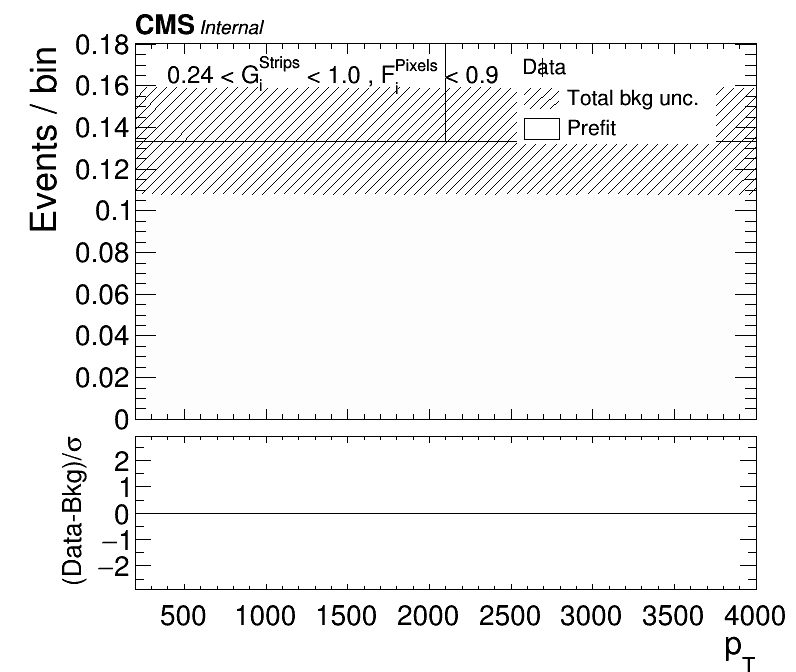 CMS Internal
0.24 < G_i^Strips < 1.0 , F_i^Pixels < 0.9
Data
Total bkg unc.
Prefit
Events / bin
0.18
0.16
0.14
0.12
0.1
0.08
0.06
0.04
0.02
0
(Data-Bkg)/σ
2
1
0
−1
−2
500 1000 1500 2000 2500 3000 3500 4000
p_T